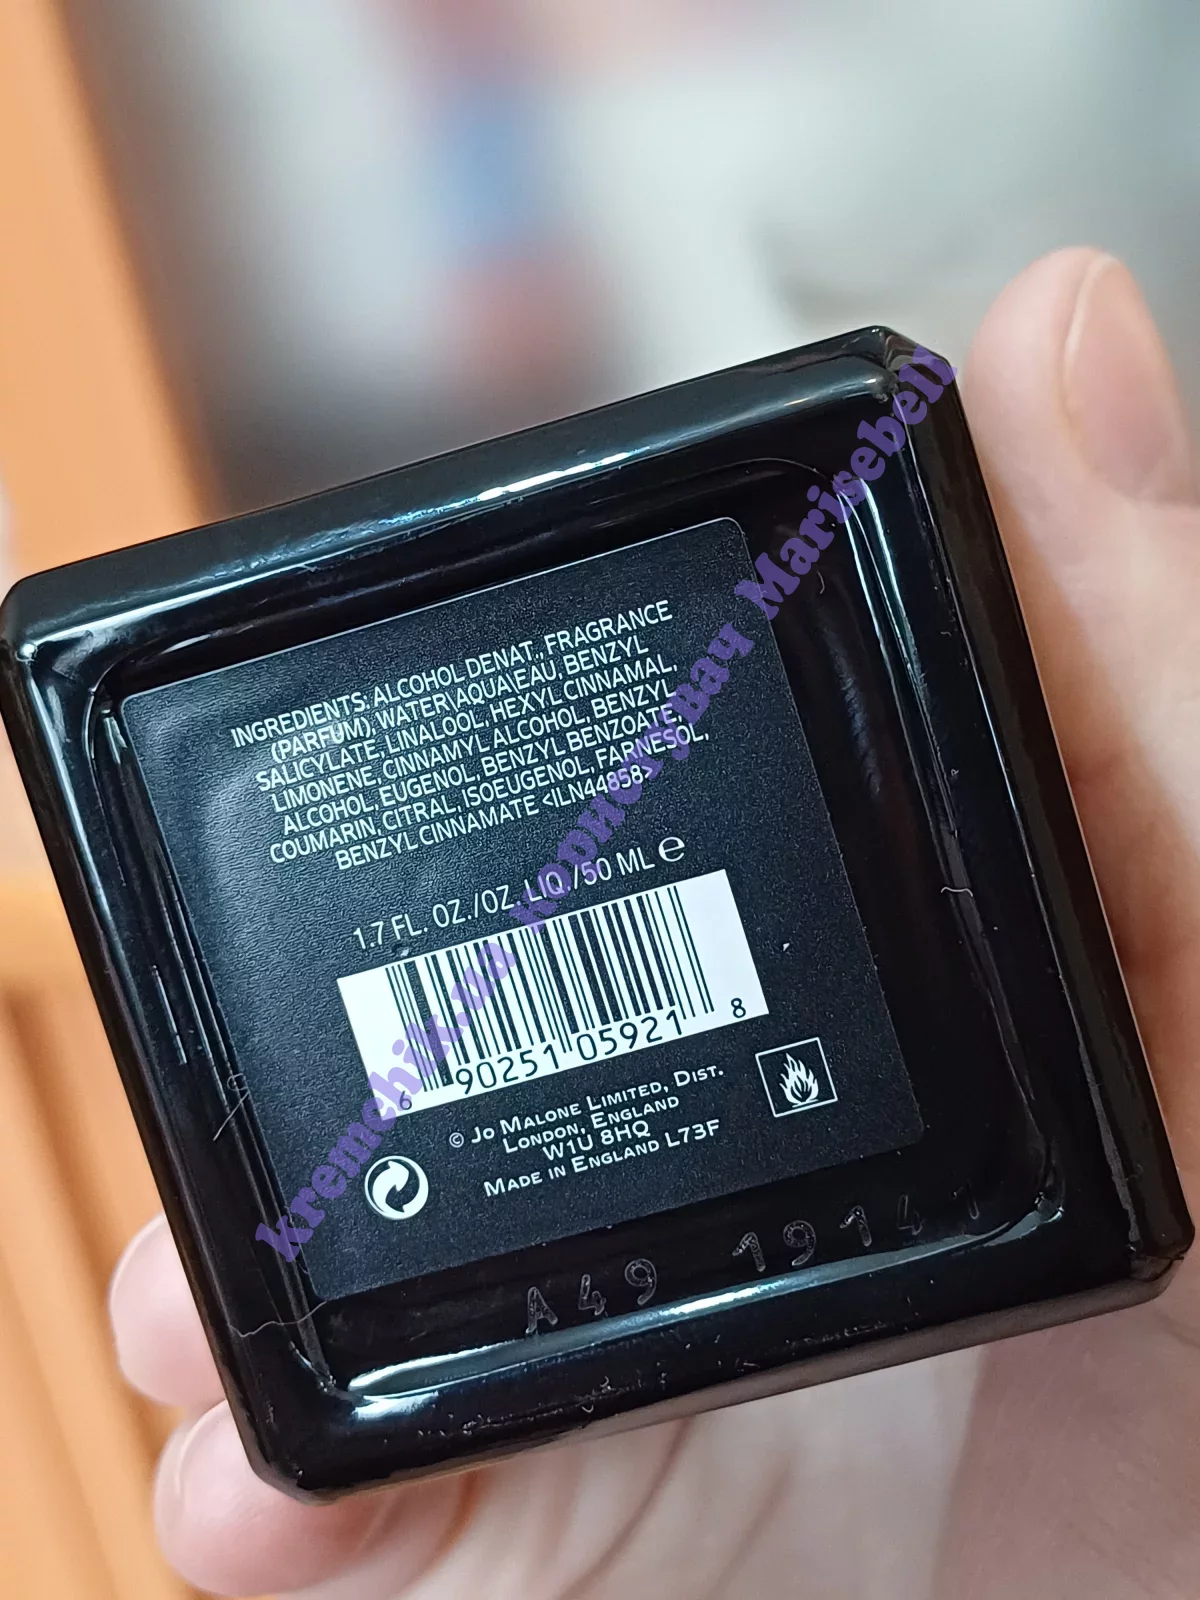 INGREDIENTS: ALCOHOL DENAT., FRAGRANCE
(PARFUM), WATER\AQUA\EAU, BENZYL
SALICYLATE, LINALOOL, HEXYL CINNAMAL,
LIMONENE, CINNAMYL ALCOHOL, BENZYL
ALCOHOL, EUGENOL, BENZYL BENZOATE,
COUMARIN, CITRAL, ISOEUGENOL, FARNESOL,
BENZYL CINNAMATE <ILN44858>
1.7 FL. OZ./OZ. LIQ./50 ML e
6 90251 05921 8
© JO MALONE LIMITED, DIST.
LONDON, ENGLAND
W1U 8HQ
MADE IN ENGLAND L73F
A49 19141
kremchik.ua користувач Marisebell